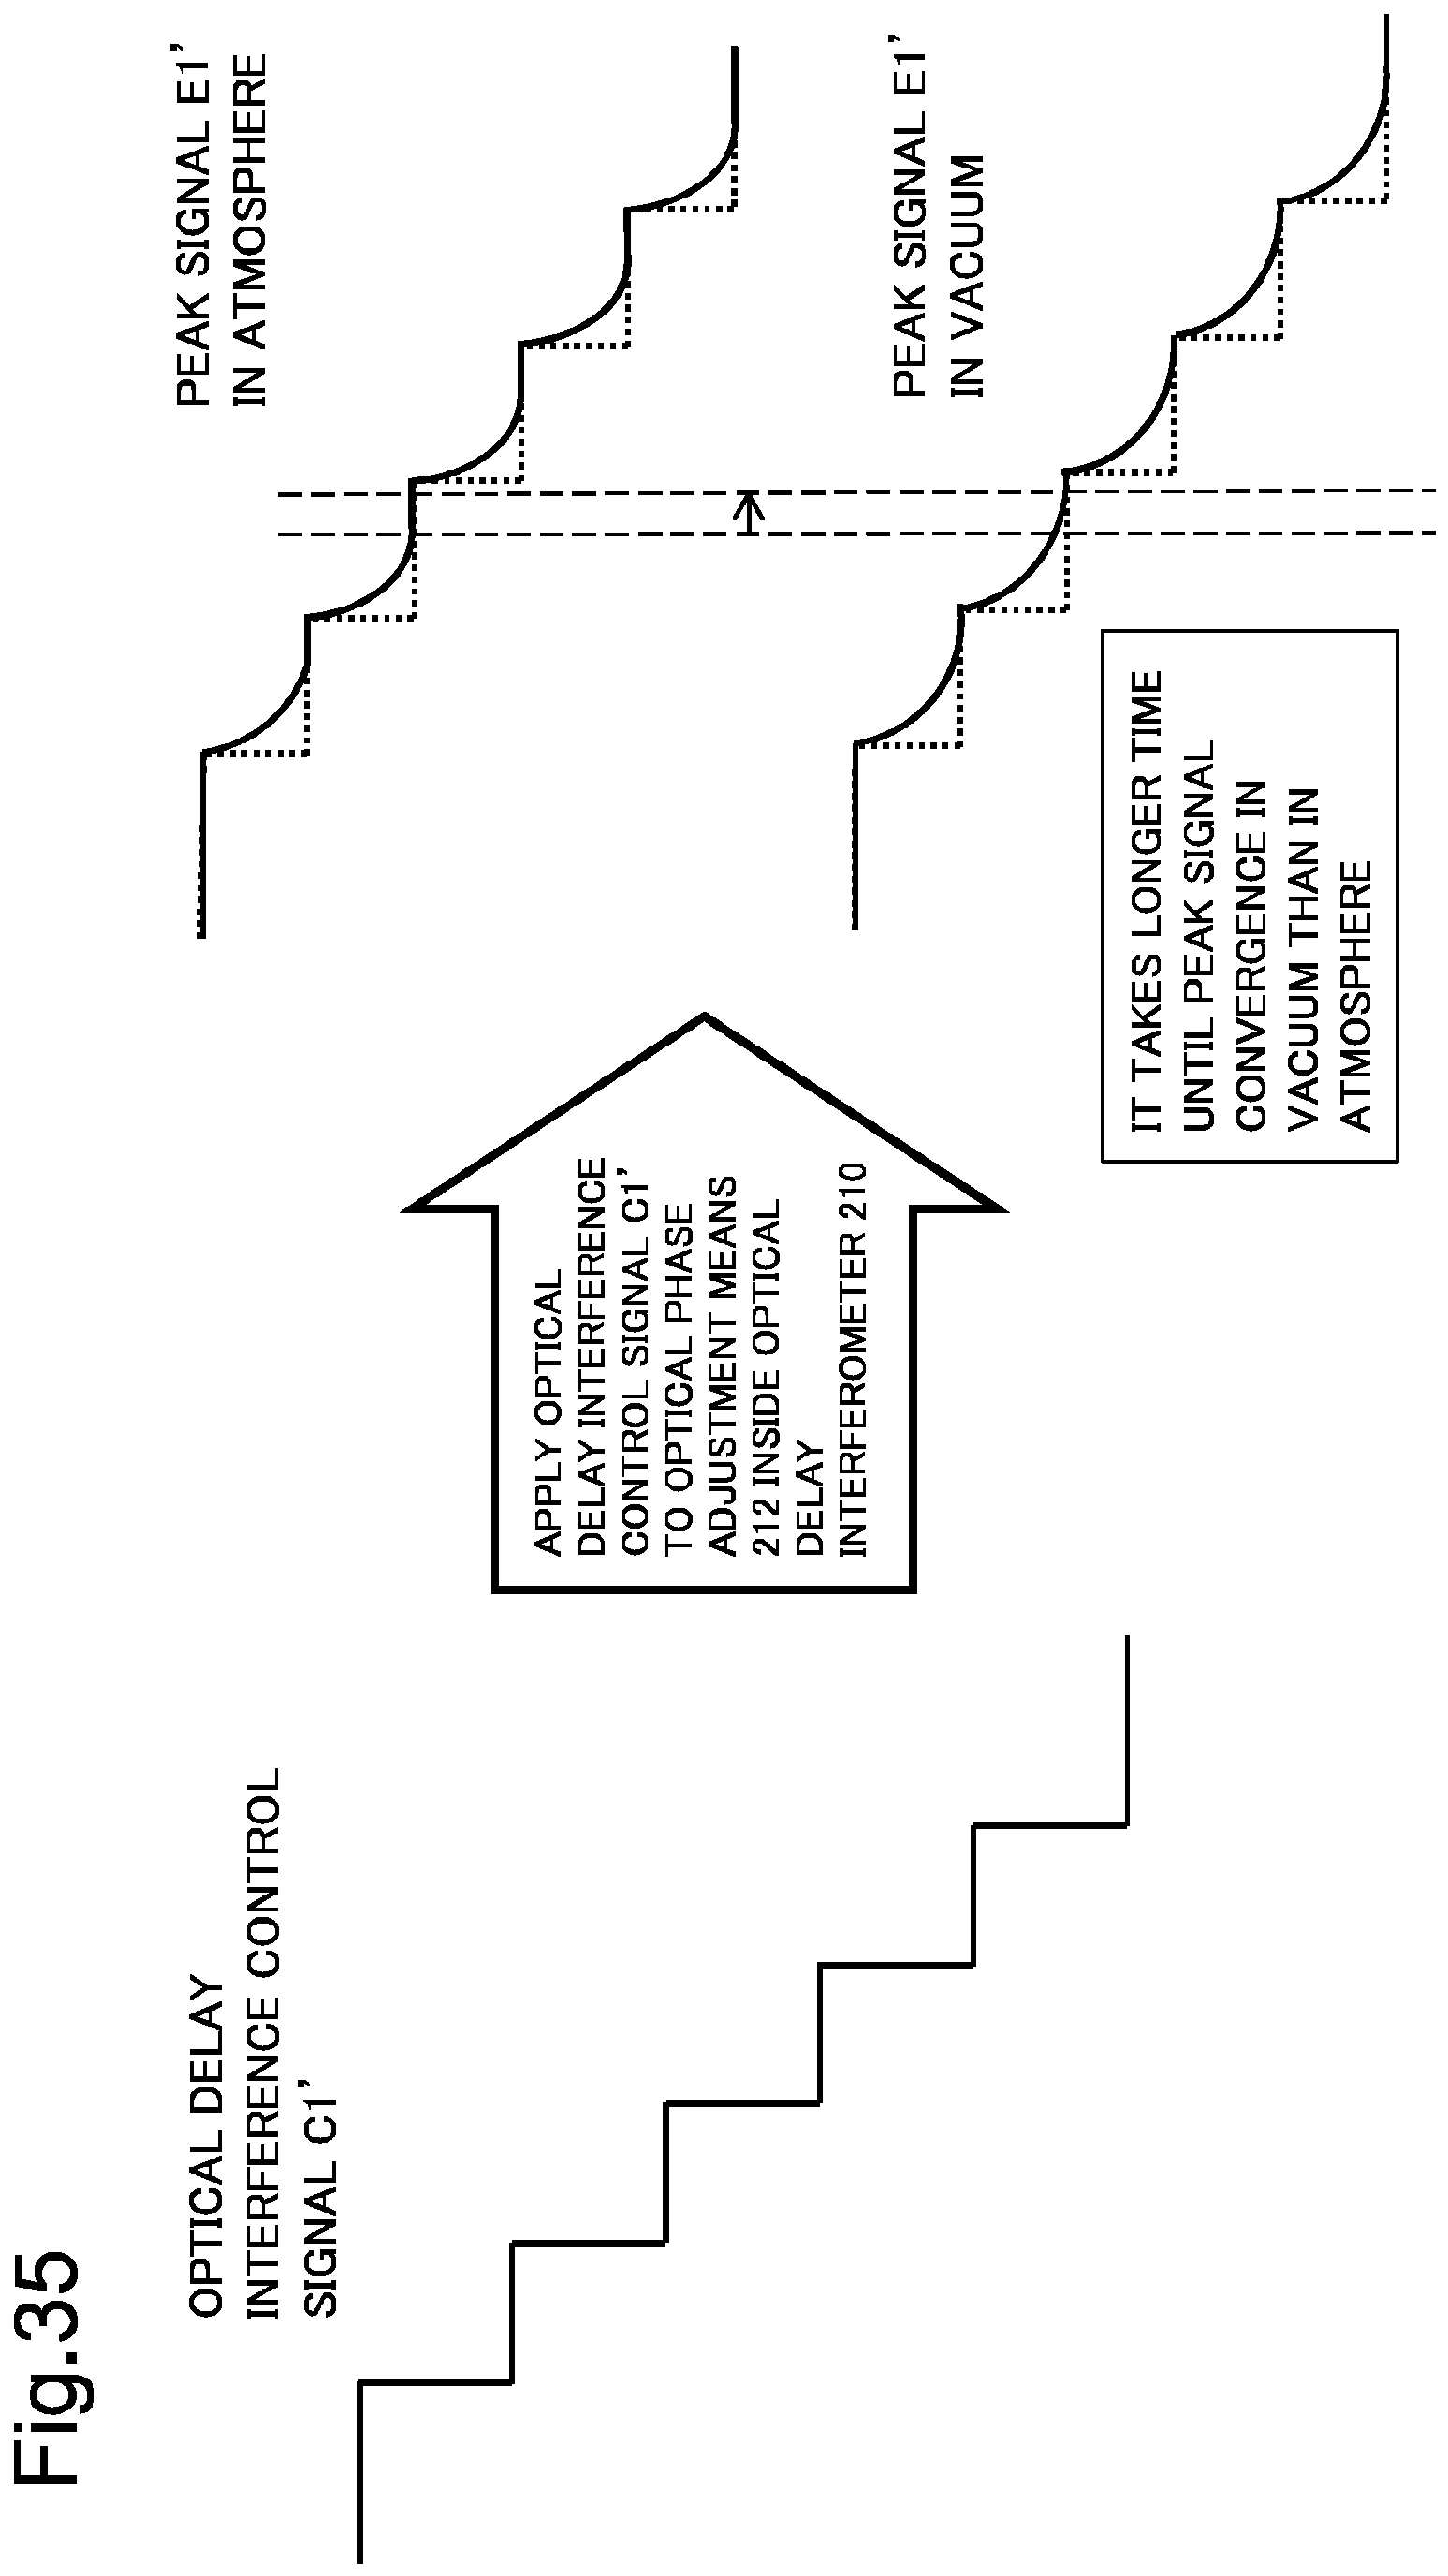 Fig.35
OPTICAL DELAY
INTERFERENCE CONTROL
SIGNAL C1’
APPLY OPTICAL
DELAY INTERFERENCE
CONTROL SIGNAL C1’
TO OPTICAL PHASE
ADJUSTMENT MEANS
212 INSIDE OPTICAL
DELAY
INTERFEROMETER 210
PEAK SIGNAL E1’
IN ATMOSPHERE
PEAK SIGNAL E1’
IN VACUUM
IT TAKES LONGER TIME
UNTIL PEAK SIGNAL
CONVERGENCE IN
VACUUM THAN IN
ATMOSPHERE